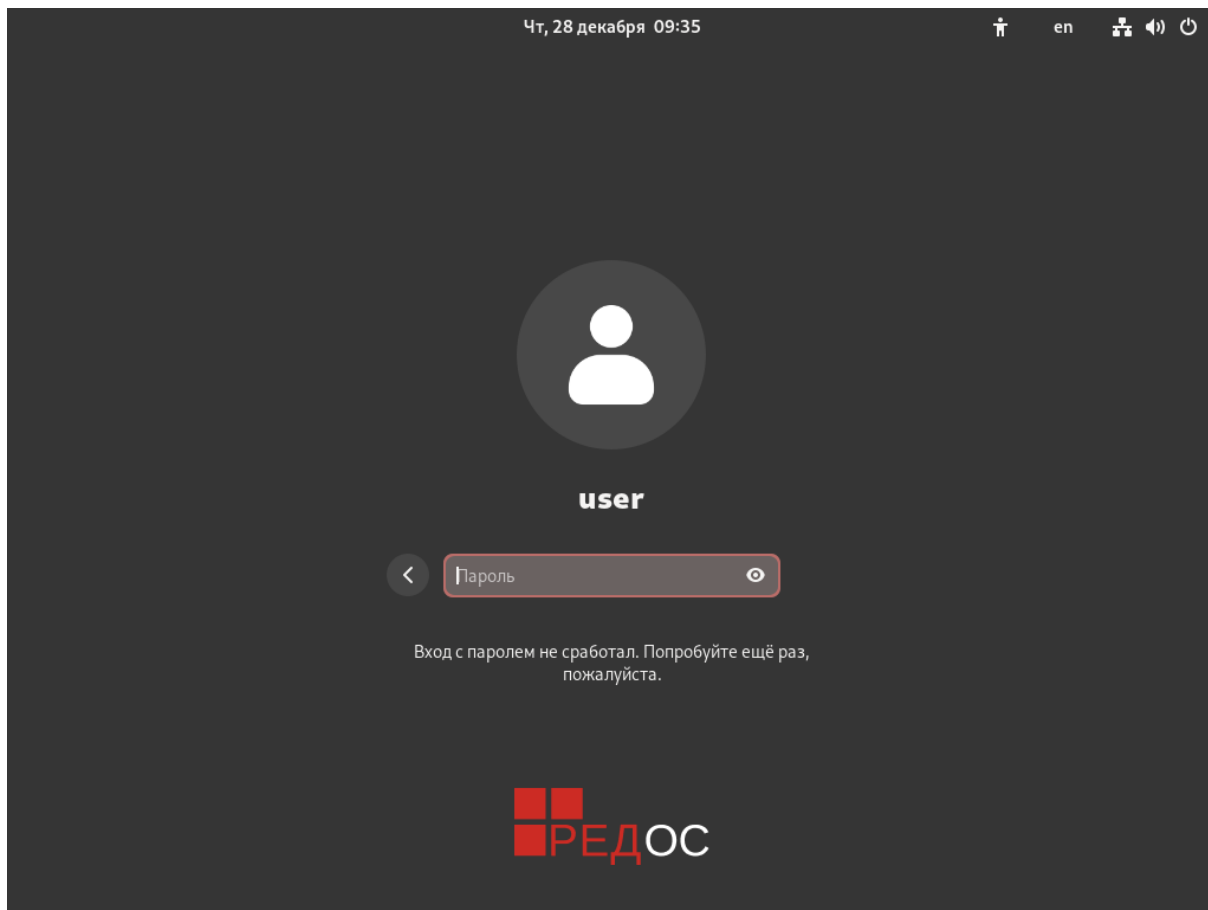 Чт, 28 декабря 09:35
en
user
Пароль
Вход с паролем не сработал. Попробуйте ещё раз,
пожалуйста.
РЕДОС